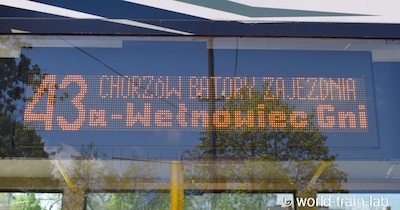 43 CHORZÓW BATORY ZAJEZDNIA
a-Wełnowiec Gni
© world-train-lab.